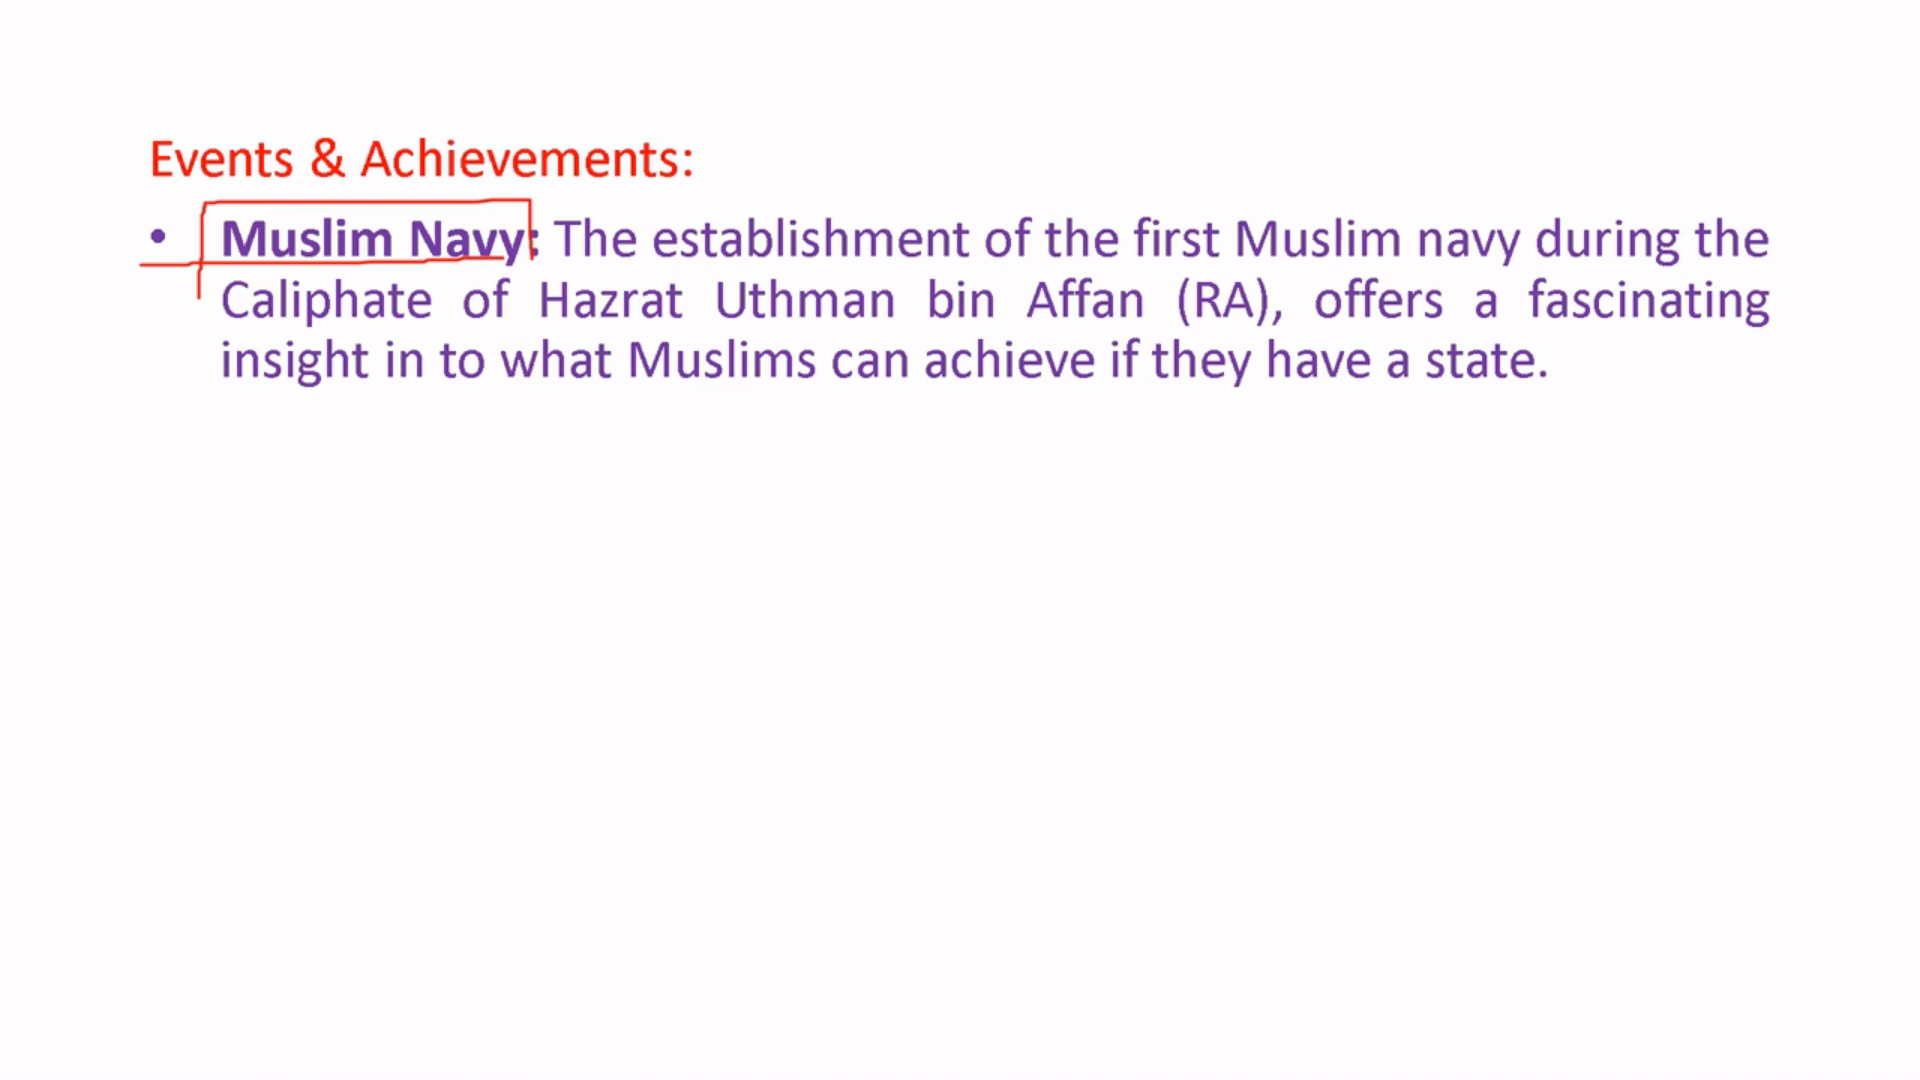 Events & Achievements:
• Muslim Navy: The establishment of the first Muslim navy during the
Caliphate of Hazrat Uthman bin Affan (RA), offers a fascinating
insight in to what Muslims can achieve if they have a state.